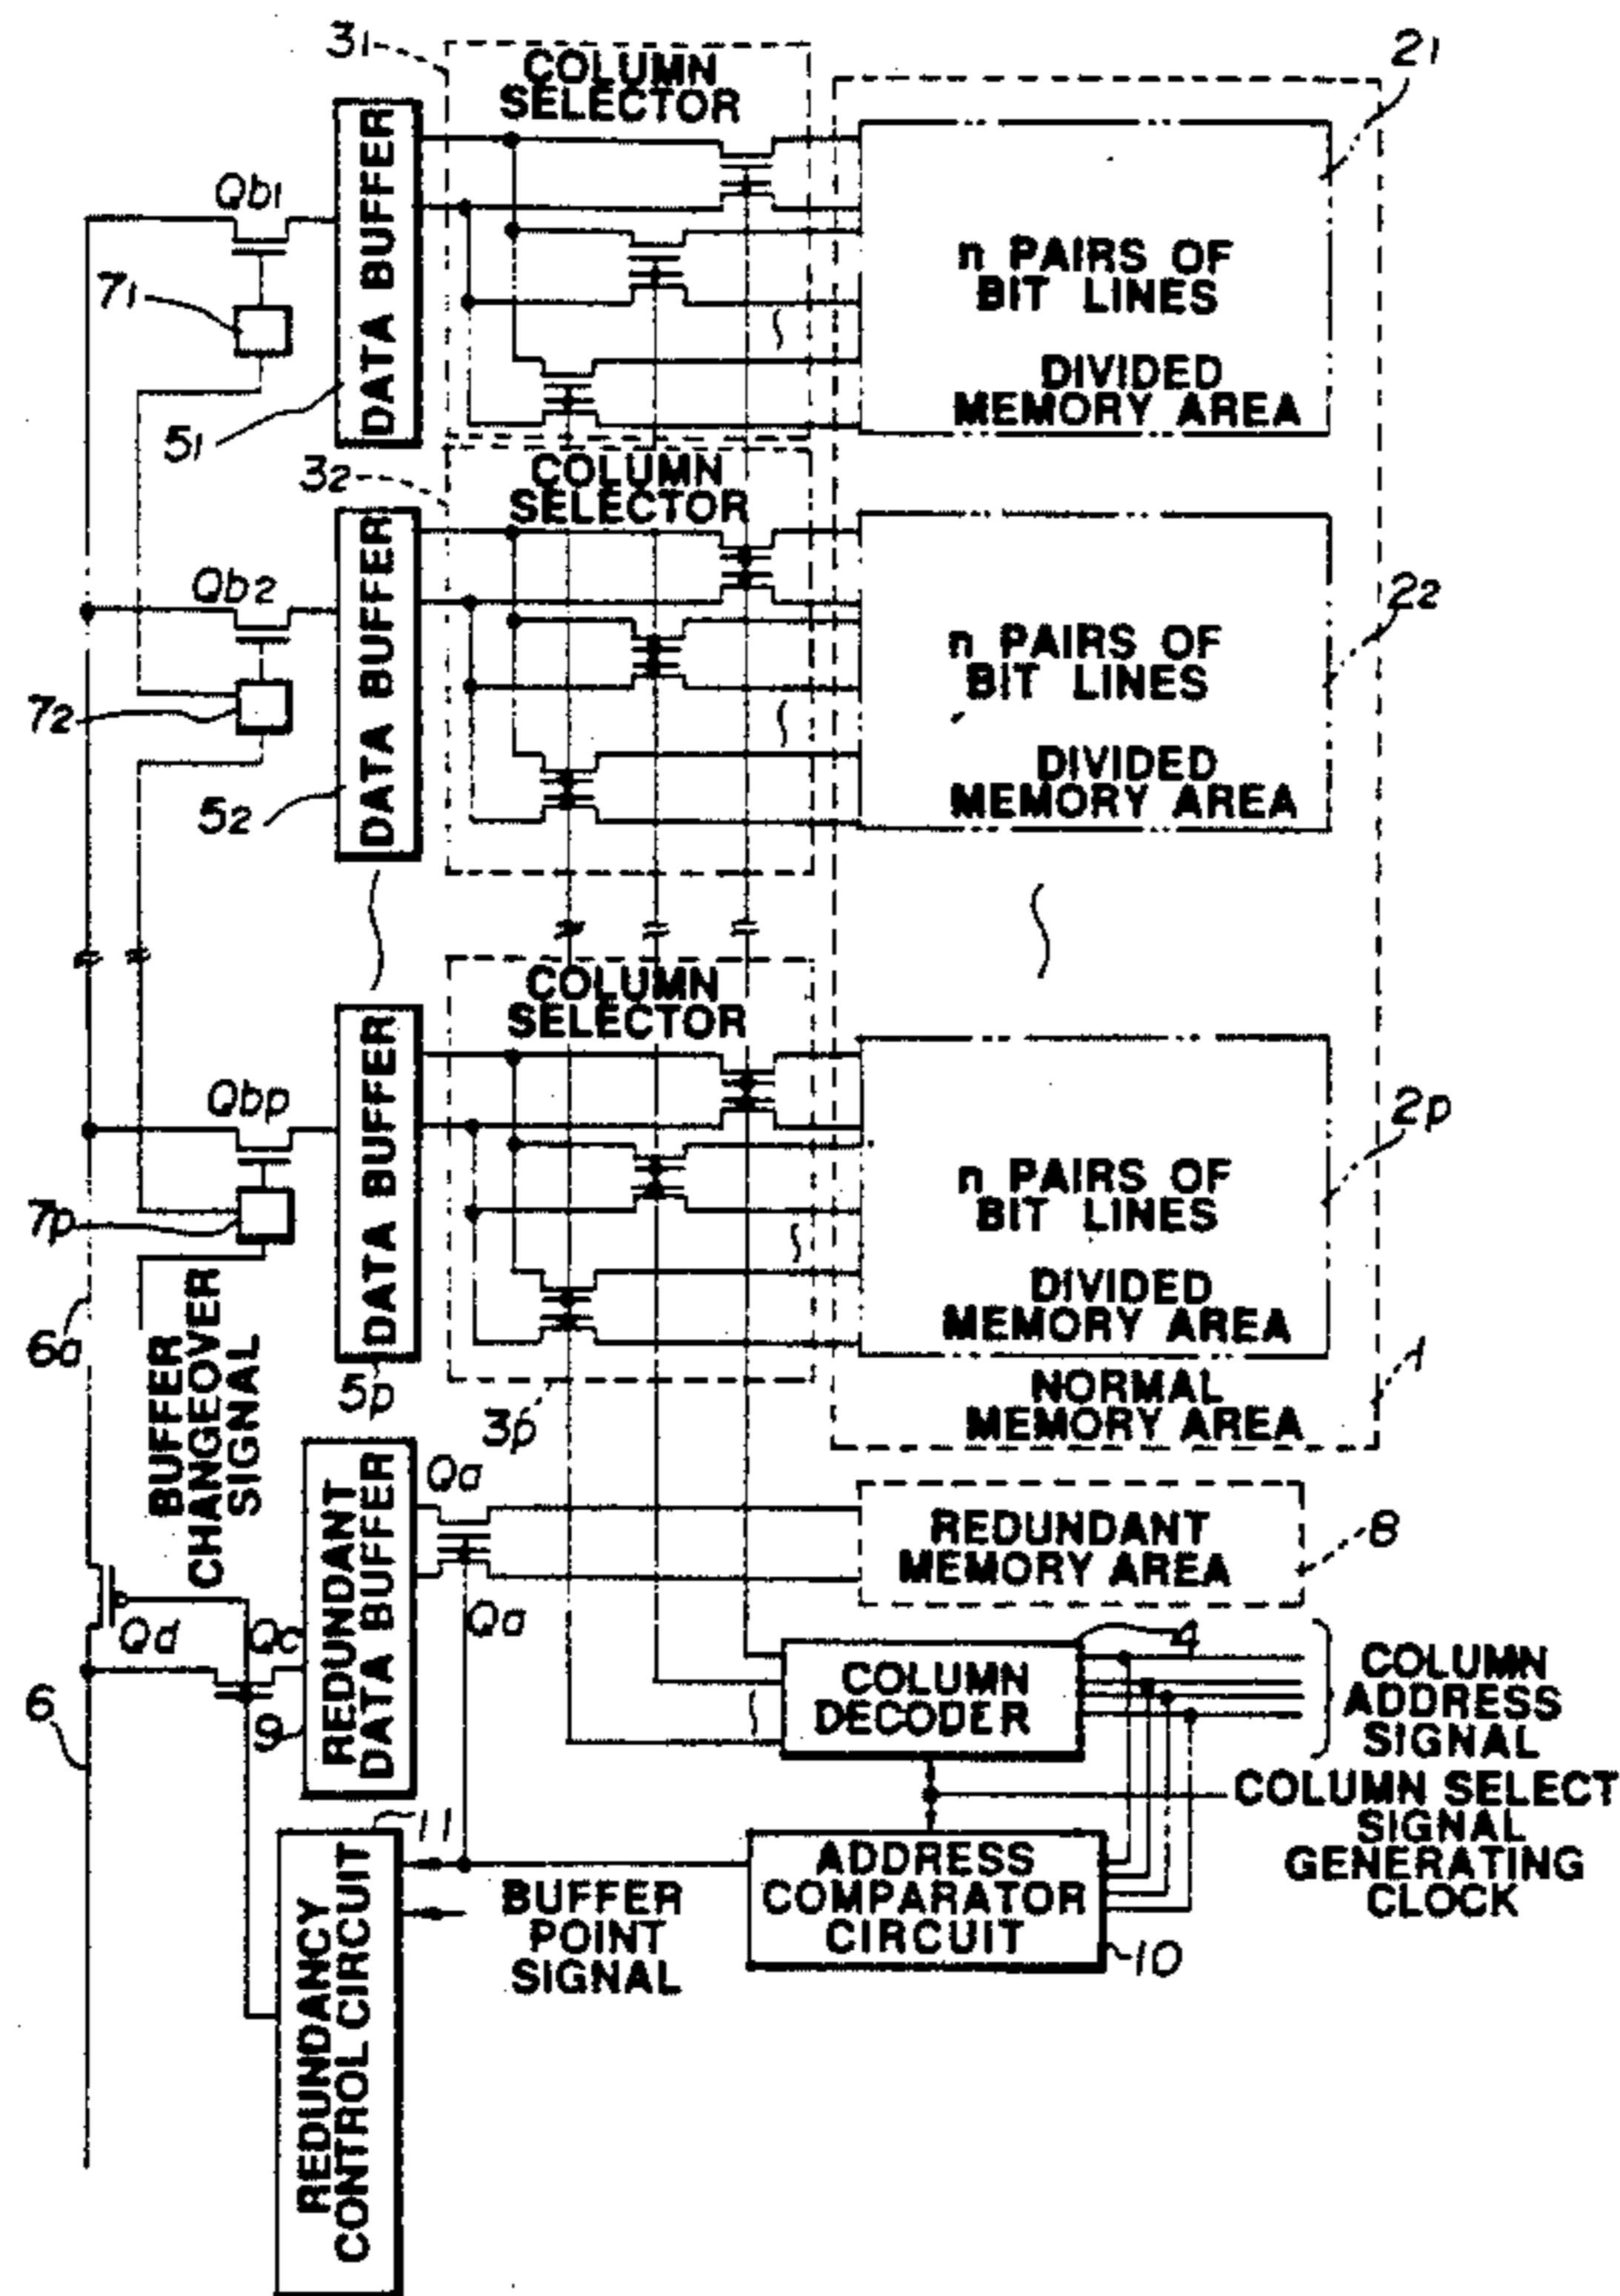 31
COLUMN
SELECTOR
21
DATA BUFFER
Qb1
71
51
n PAIRS OF
BIT LINES
DIVIDED
MEMORY AREA
32
COLUMN
SELECTOR
22
DATA BUFFER
Qb2
72
52
n PAIRS OF
BIT LINES
DIVIDED
MEMORY AREA
COLUMN
SELECTOR
2p
DATA BUFFER
Qbp
7p
5p
3p
n PAIRS OF
BIT LINES
DIVIDED
MEMORY AREA
NORMAL
MEMORY AREA
1
6a
BUFFER
CHANGEOVER
SIGNAL
REDUNDANT
DATA BUFFER
Qa
Qa
REDUNDANT
MEMORY AREA
8
Qd
Qc
9
6
4
COLUMN
DECODER
COLUMN
ADDRESS
SIGNAL
COLUMN SELECT
SIGNAL
GENERATING
CLOCK
11
REDUNDANCY
CONTROL CIRCUIT
BUFFER
POINT
SIGNAL
ADDRESS
COMPARATOR
CIRCUIT
10